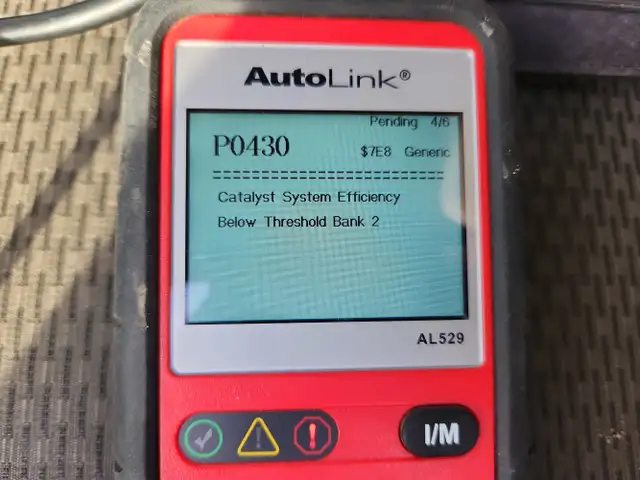 AutoLink®
Pending 4/6
P0430 $7E8 Generic
==========================
Catalyst System Efficiency
Below Threshold Bank 2
AL529
I/M